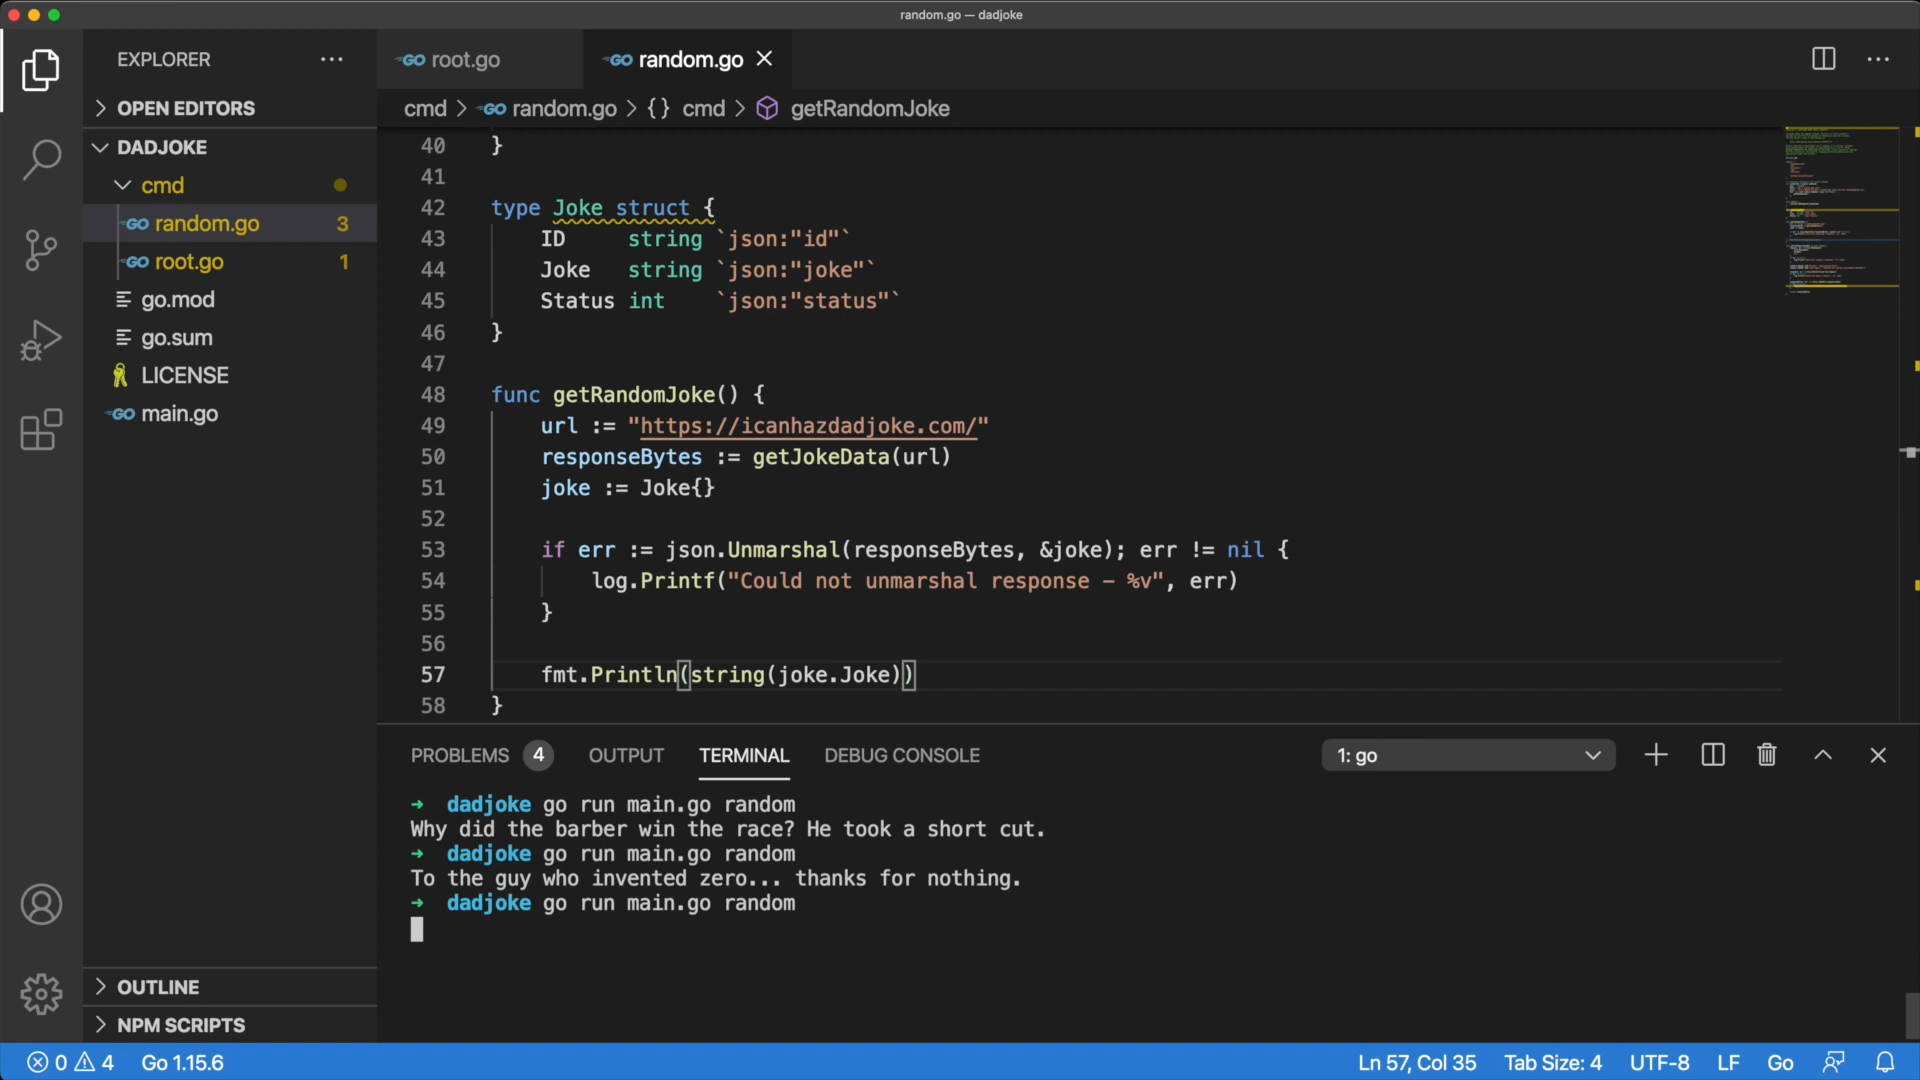 random.go — dadjoke
EXPLORER
OPEN EDITORS
DADJOKE
cmd
GO random.go 3
GO root.go 1
go.mod
go.sum
LICENSE
GO main.go
OUTLINE
NPM SCRIPTS
GO root.go
GO random.go
cmd > GO random.go > {} cmd > getRandomJoke
40 }
41
42 type Joke struct {
43 ID string `json:"id"`
44 Joke string `json:"joke"`
45 Status int `json:"status"`
46 }
47
48 func getRandomJoke() {
49 url := "https://icanhazdadjoke.com/"
50 responseBytes := getJokeData(url)
51 joke := Joke{}
52
53 if err := json.Unmarshal(responseBytes, &joke); err != nil {
54 log.Printf("Could not unmarshal response - %v", err)
55 }
56
57 fmt.Println(string(joke.Joke))
58 }
PROBLEMS 4 OUTPUT TERMINAL DEBUG CONSOLE 1: go
→ dadjoke go run main.go random
Why did the barber win the race? He took a short cut.
→ dadjoke go run main.go random
To the guy who invented zero... thanks for nothing.
→ dadjoke go run main.go random
0 4 Go 1.15.6 Ln 57, Col 35 Tab Size: 4 UTF-8 LF Go